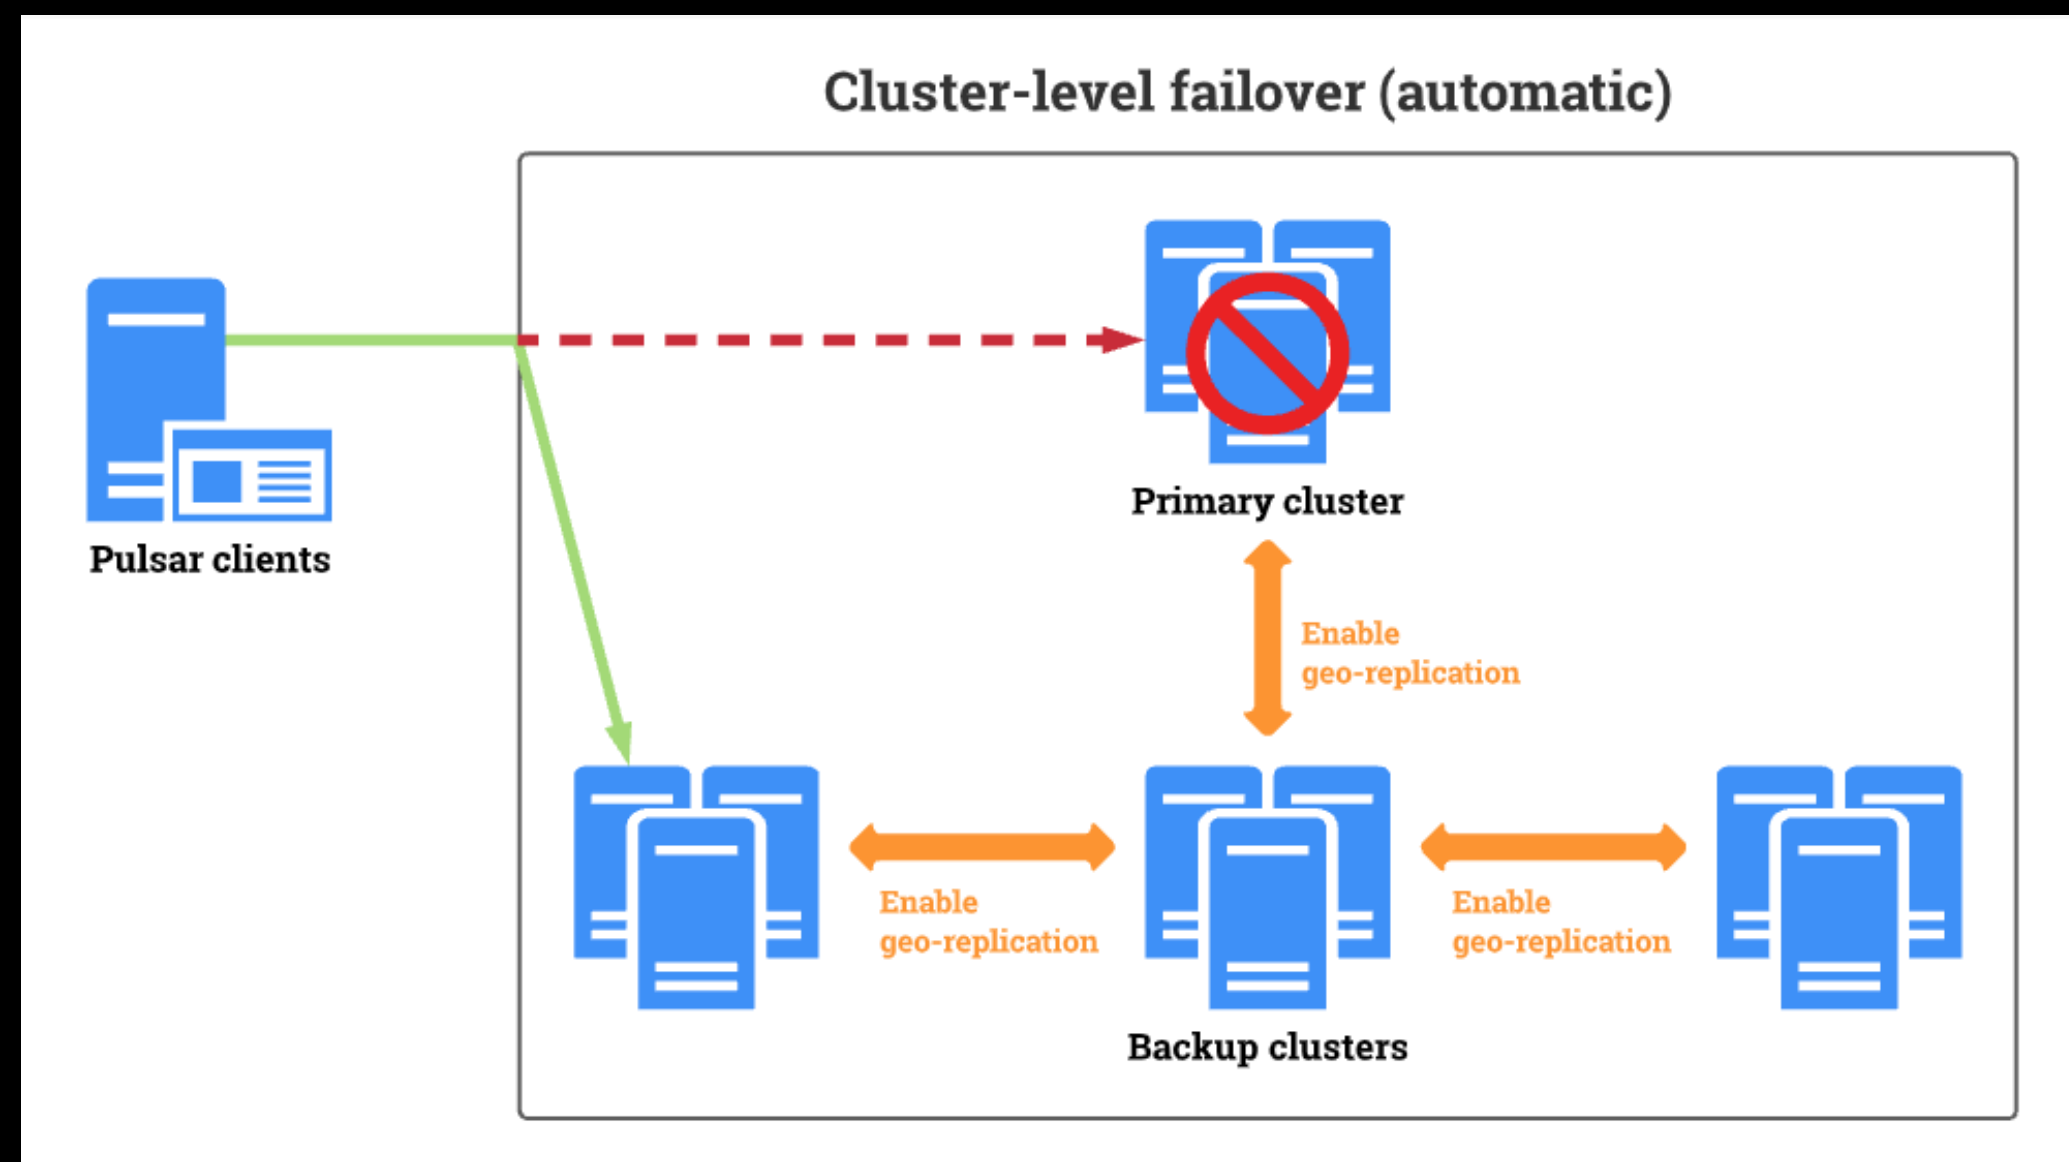 Cluster-level failover (automatic)
Pulsar clients
Primary cluster
Enable
geo-replication
Enable
geo-replication
Enable
geo-replication
Backup clusters